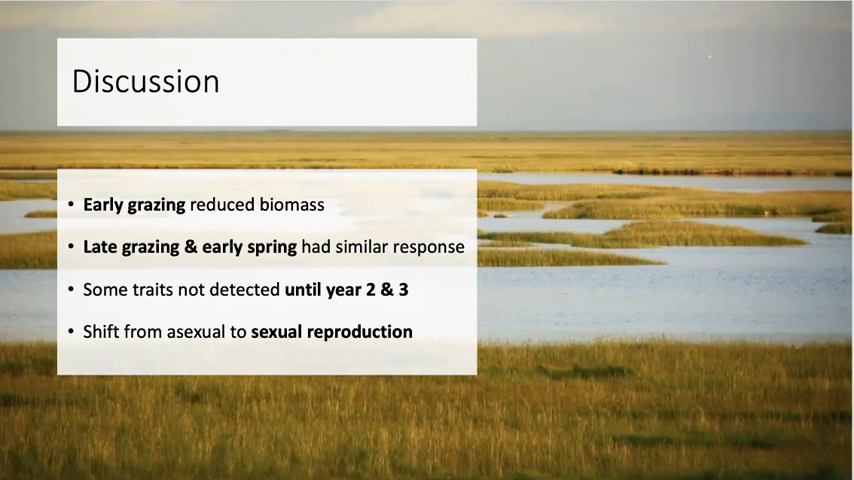 Discussion
• Early grazing reduced biomass
• Late grazing & early spring had similar response
• Some traits not detected until year 2 & 3
• Shift from asexual to sexual reproduction